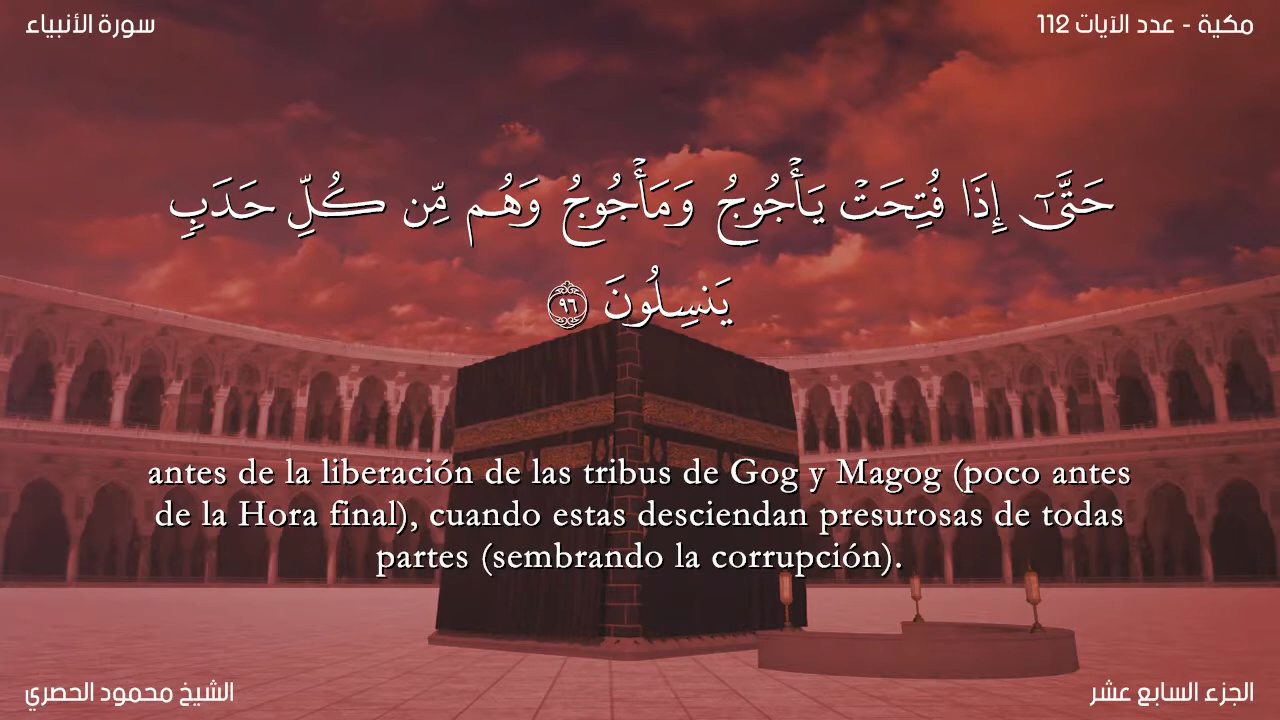 سورة الأنبياء
مكية - عدد الآيات 112
حَتَّىٰٓ إِذَا فُتِحَتْ يَأْجُوجُ وَمَأْجُوجُ وَهُم مِّن كُلِّ حَدَبٍ
يَنسِلُونَ ٩٦
antes de la liberación de las tribus de Gog y Magog (poco antes
de la Hora final), cuando estas desciendan presurosas de todas
partes (sembrando la corrupción).
الشيخ محمود الحصري
الجزء السابع عشر